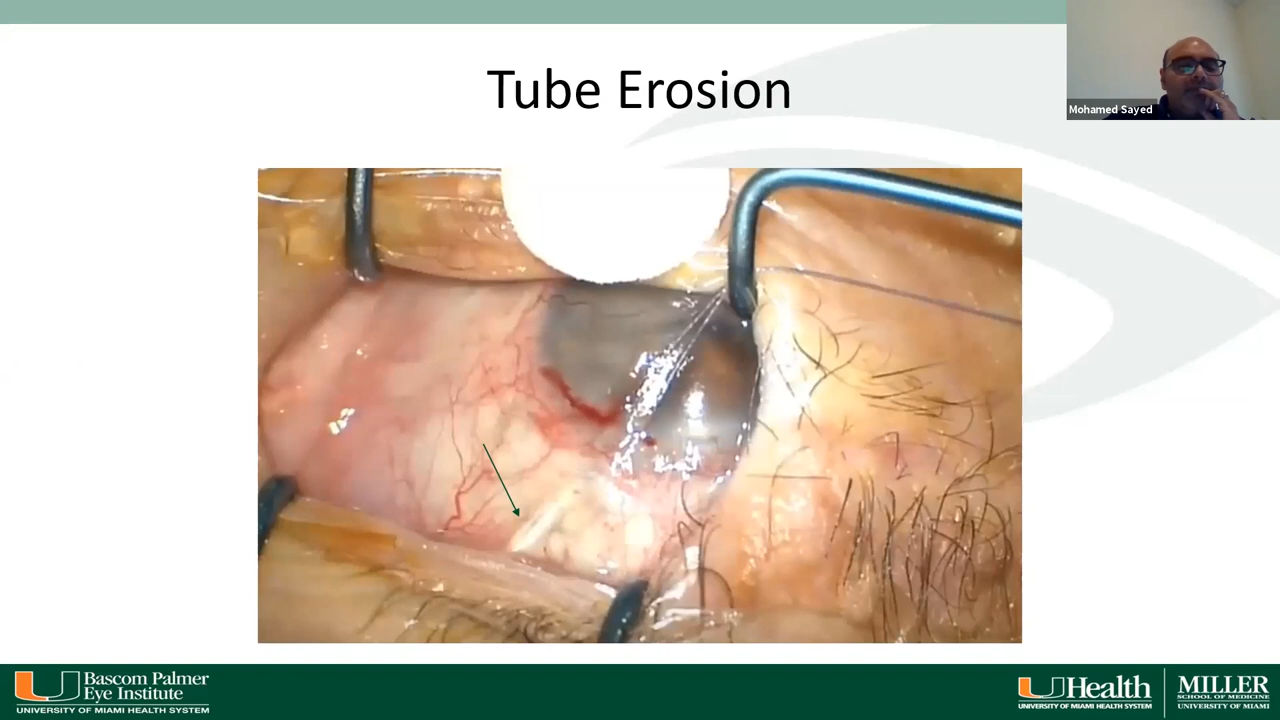 Tube Erosion
Mohamed Sayed
Bascom Palmer
Eye Institute
UNIVERSITY OF MIAMI HEALTH SYSTEM
UHealth
UNIVERSITY OF MIAMI HEALTH SYSTEM
MILLER
SCHOOL OF MEDICINE
UNIVERSITY OF MIAMI